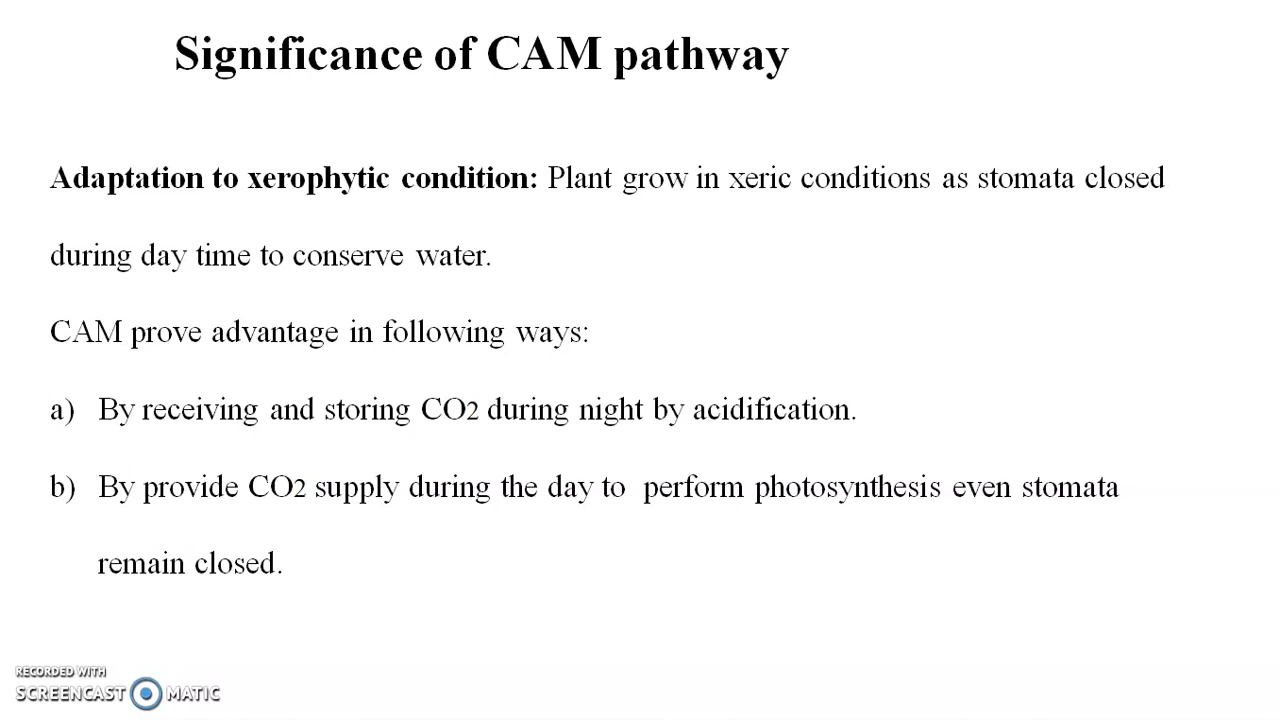 Significance of CAM pathway
Adaptation to xerophytic condition: Plant grow in xeric conditions as stomata closed
during day time to conserve water.
CAM prove advantage in following ways:
a) By receiving and storing CO2 during night by acidification.
b) By provide CO2 supply during the day to perform photosynthesis even stomata
remain closed.
RECORDED WITH
SCREENCAST MATIC